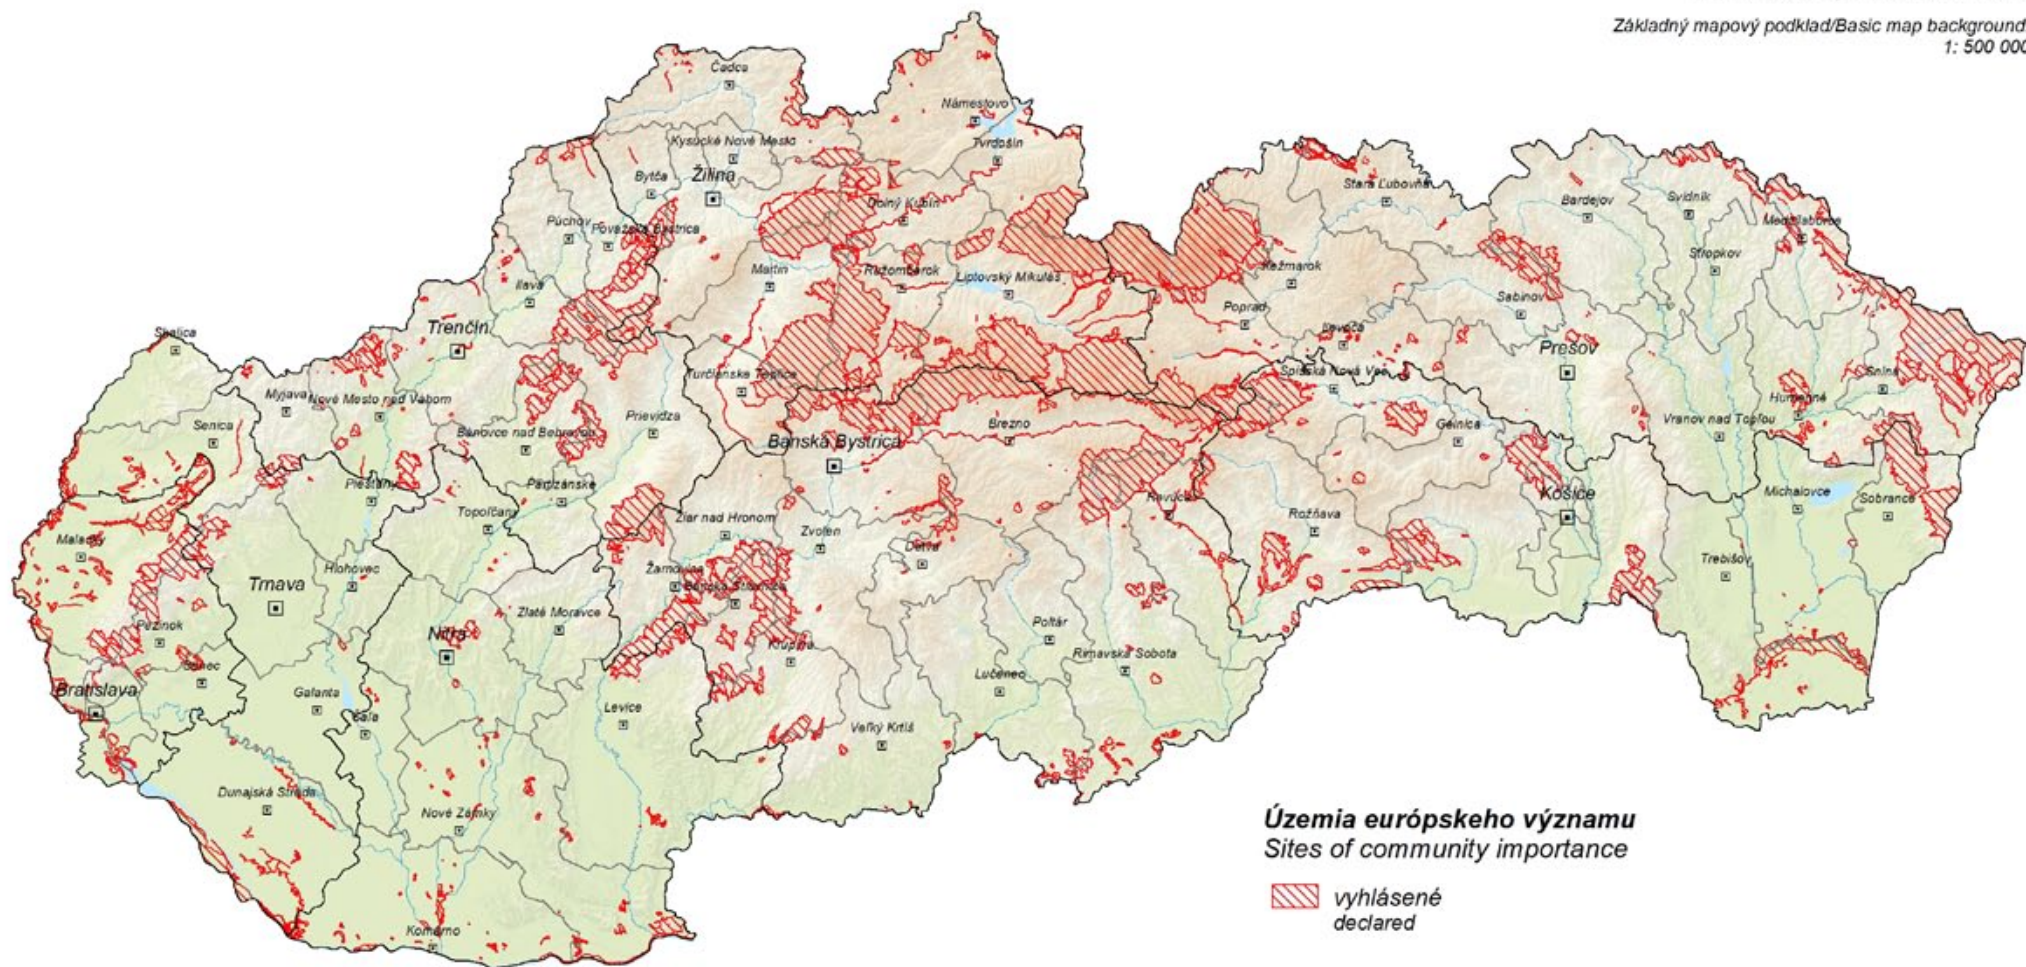 Základný mapový podklad/Basic map background:
1: 500 000
Čadca
Námestovo
Kysucké Nové Mesto
Tvrdošín
Bytča
Žilina
Stará Ľubovňa
Bardejov
Svidník
Dolný Kubín
Medzilaborce
Púchov
Považská Bystrica
Stropkov
Martin
Ružomberok
Liptovský Mikuláš
Kežmarok
Ilava
Sabinov
Poprad
Trenčín
Skalica
Levoča
Prešov
Turčianske Teplice
Spišská Nová Ves
Snina
Myjava
Nové Mesto nad Váhom
Humenné
Senica
Prievidza
Brezno
Gelnica
Vranov nad Topľou
Bánovce nad Bebravou
Banská Bystrica
Piešťany
Partizánske
Revúca
Košice
Michalovce
Sobrance
Topoľčany
Žiar nad Hronom
Zvolen
Rožňava
Malacky
Detva
Hlohovec
Žarnovica
Trebišov
Trnava
Banská Štiavnica
Zlaté Moravce
Pezinok
Nitra
Poltár
Krupina
Rimavská Sobota
Senec
Lučenec
Bratislava
Galanta
Levice
Šaľa
Veľký Krtíš
Dunajská Streda
Nové Zámky
Komárno
Územia európskeho významu
Sites of community importance
vyhlásené
declared